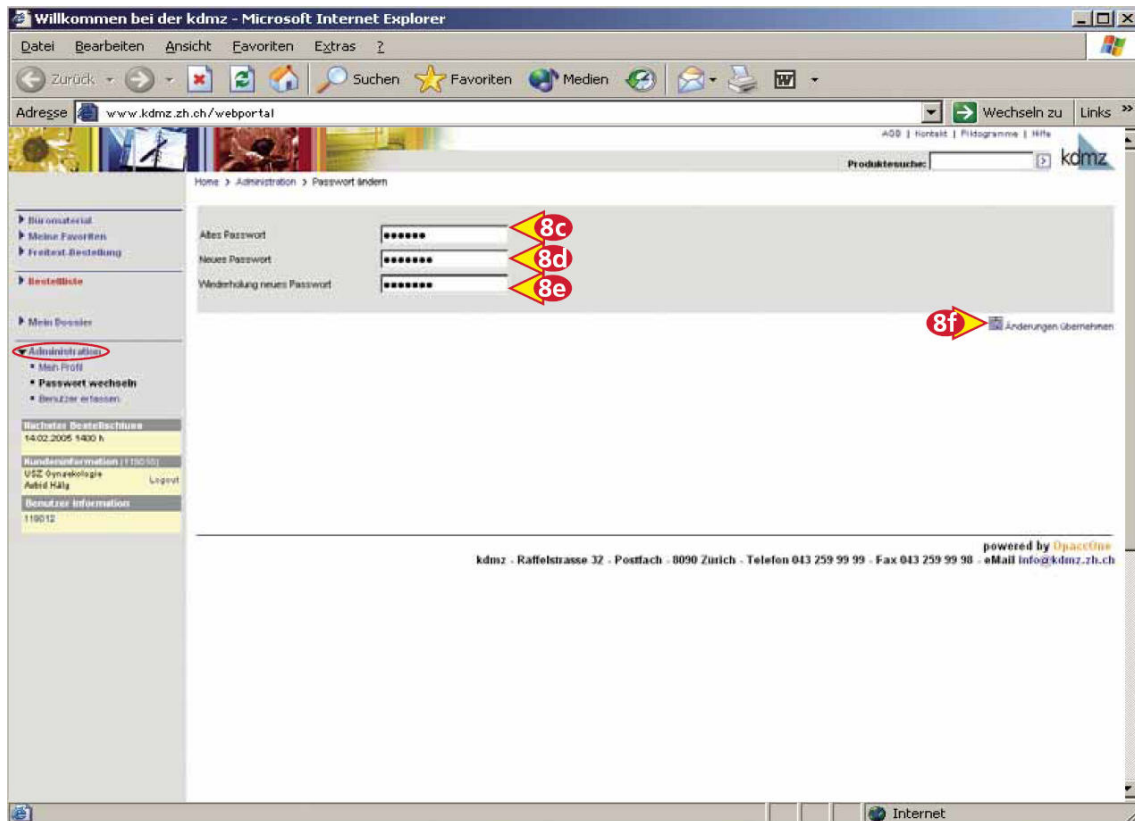 Willkommen bei der kdmz - Microsoft Internet Explorer
Datei Bearbeiten Ansicht Favoriten Extras ?
Zurück Suchen Favoriten Medien
Adresse www.kdmz.zh.ch/webportal Wechseln zu Links »
AGB | Kontakt | Piktogramme | Hilfe
Produktesuche: kdmz
Home > Administration > Passwort ändern
Büromaterial
Meine Favoriten
Freitext-Bestellung
Bestellliste
Mein Dossier
Administration
Mein Profil
Passwort wechseln
Benutzer erfassen
Nächster Bestellschluss
14.02.2005 1400 h
Kundeninformation
USZ Gynaekologie
Astrid Hälg Logout
Benutzer Information
119012
Altes Passwort •••••• 8c
Neues Passwort ••••••• 8d
Wiederholung neues Passwort ••••••• 8e
8f Änderungen übernehmen
powered by OpaccOne
kdmz - Raffelstrasse 32 - Postfach - 8090 Zürich - Telefon 043 259 99 99 - Fax 043 259 99 98 - eMail info@kdmz.zh.ch
Internet